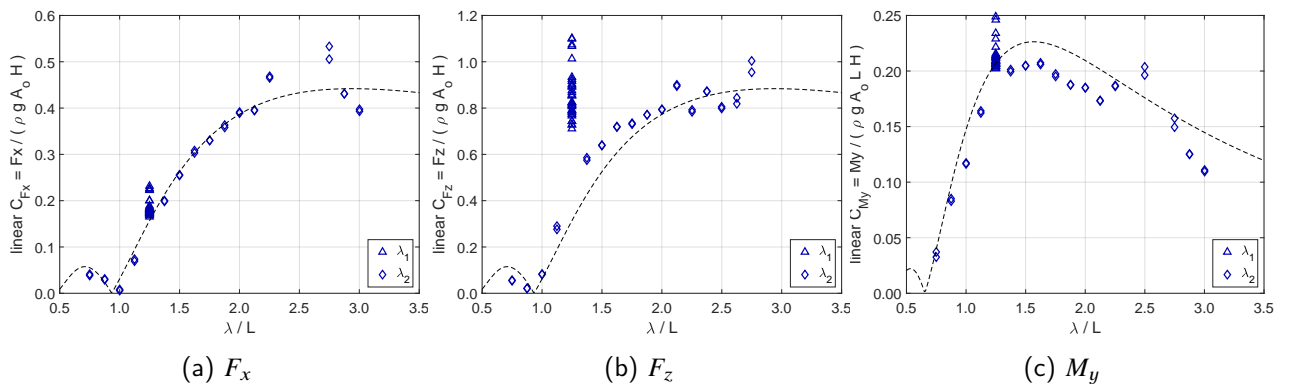 linear C_Fx = Fx / ( ρ g A_o H )
0.6
0.5
0.4
0.3
0.2
0.1
0.0
0.5 1.0 1.5 2.0 2.5 3.0 3.5
λ / L
λ_1
λ_2
(a) F_x
linear C_Fz = Fz / ( ρ g A_o H )
1.2
1.0
0.8
0.6
0.4
0.2
0.0
0.5 1.0 1.5 2.0 2.5 3.0 3.5
λ / L
λ_1
λ_2
(b) F_z
linear C_My = My / ( ρ g A_o L H )
0.25
0.20
0.15
0.10
0.05
0.00
0.5 1.0 1.5 2.0 2.5 3.0 3.5
λ / L
λ_1
λ_2
(c) M_y